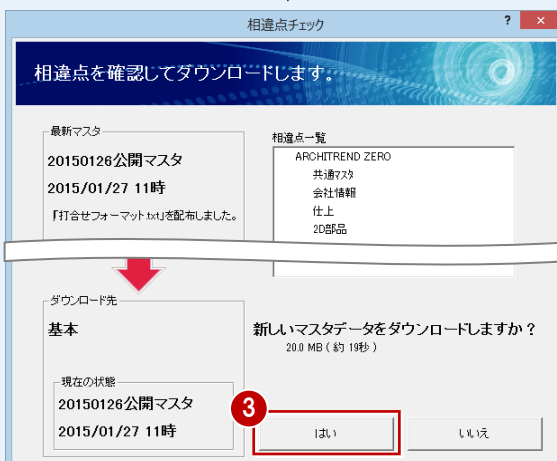 相違点チェック
?
×
相違点を確認してダウンロードします。
最新マスタ
20150126公開マスタ
2015/01/27 11時
『打合せフォーマット.txt』を配布しました。
相違点一覧
ARCHITREND ZERO
共通マスタ
会社情報
仕上
2D部品
ダウンロード先
基本
現在の状態
20150126公開マスタ
2015/01/27 11時
新しいマスタデータをダウンロードしますか？
20.0 MB ( 約 19秒 )
3
はい
いいえ